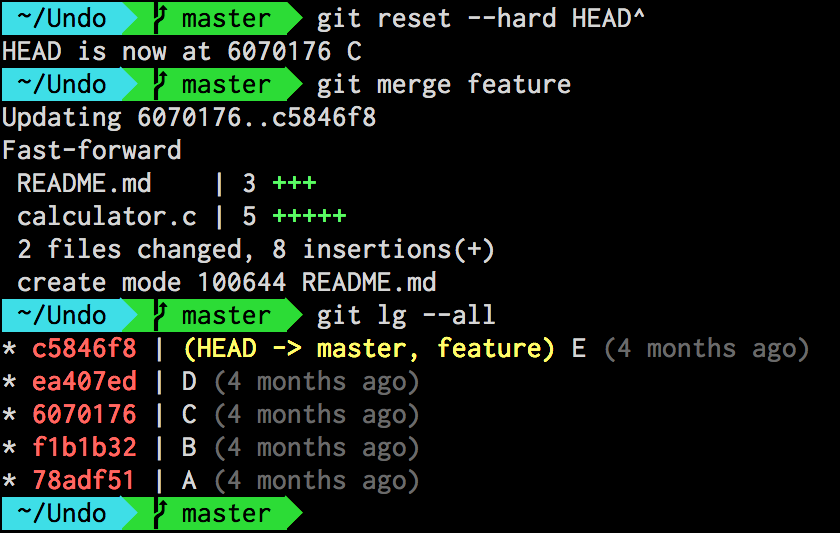 ~/Undo master git reset --hard HEAD^
HEAD is now at 6070176 C
~/Undo master git merge feature
Updating 6070176..c5846f8
Fast-forward
README.md | 3 +++
calculator.c | 5 +++++
2 files changed, 8 insertions(+)
create mode 100644 README.md
~/Undo master git lg --all
* c5846f8 | (HEAD -> master, feature) E (4 months ago)
* ea407ed | D (4 months ago)
* 6070176 | C (4 months ago)
* f1b1b32 | B (4 months ago)
* 78adf51 | A (4 months ago)
~/Undo master